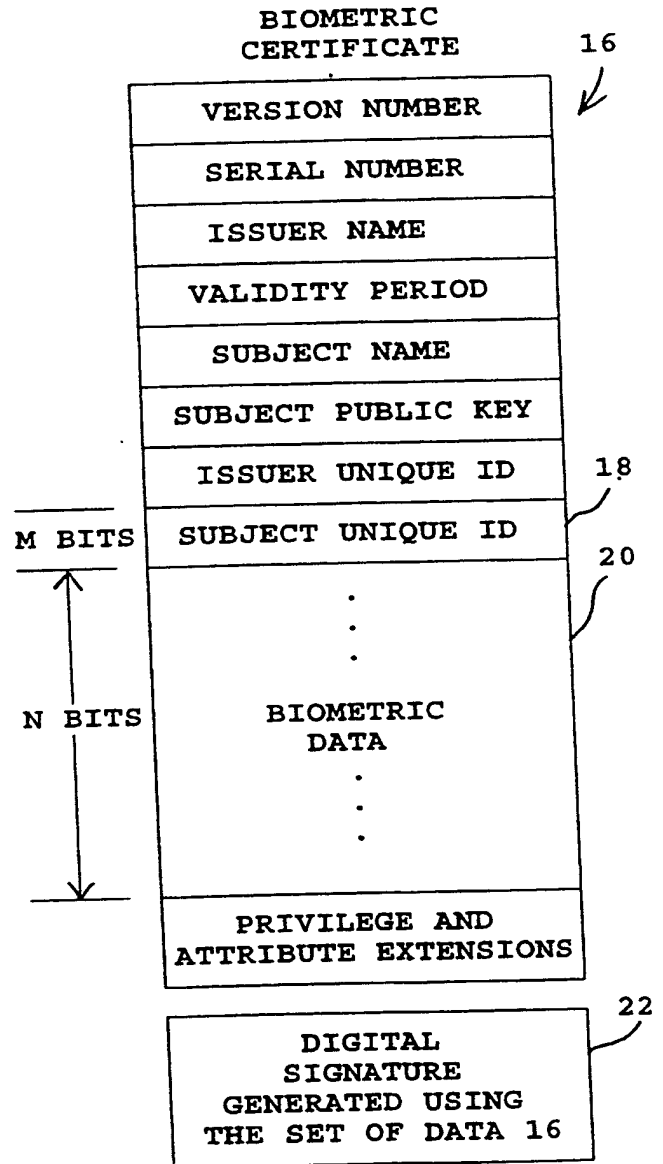 BIOMETRIC
CERTIFICATE
16
VERSION NUMBER
SERIAL NUMBER
ISSUER NAME
VALIDITY PERIOD
SUBJECT NAME
SUBJECT PUBLIC KEY
ISSUER UNIQUE ID
18
M BITS
SUBJECT UNIQUE ID
20
N BITS
BIOMETRIC
DATA
PRIVILEGE AND
ATTRIBUTE EXTENSIONS
22
DIGITAL
SIGNATURE
GENERATED USING
THE SET OF DATA 16